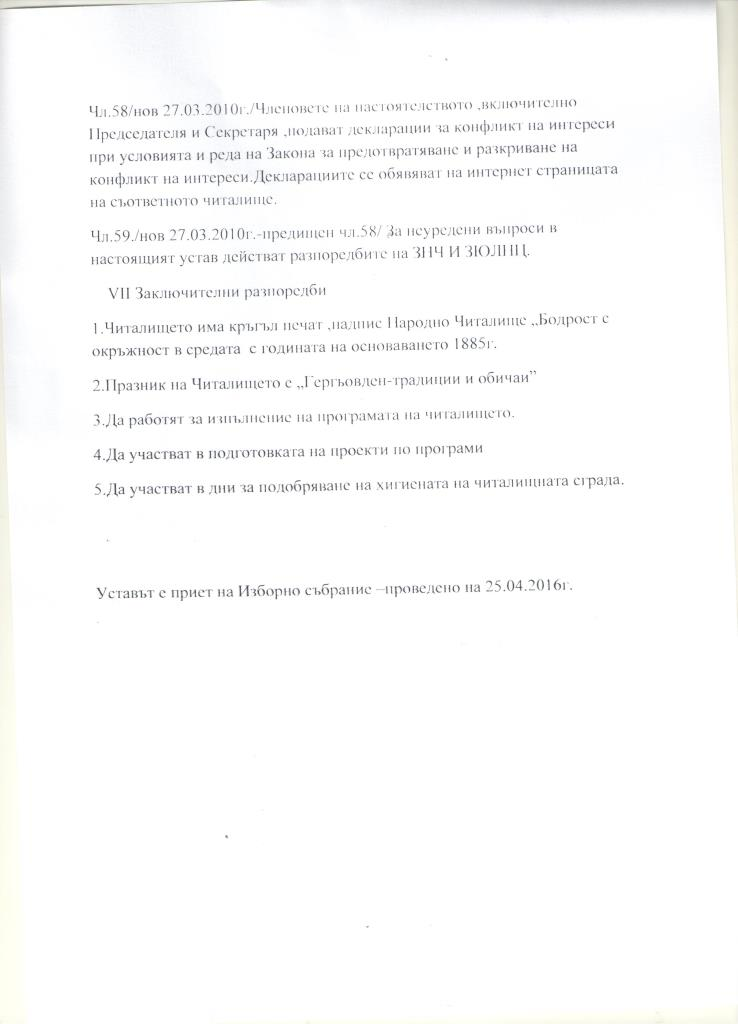 Чл.58/нов 27.03.2010г./Членовете на настоятелството ,включително
Председателя и Секретаря ,подават декларации за конфликт на интереси
при условията и реда на Закона за предотвратяване и разкриване на
конфликт на интереси.Декларациите се обявяват на интернет страницата
на съответното читалище.
Чл.59./нов 27.03.2010г.-предишен чл.58/ За неуредени въпроси в
настоящият устав действат разпоредбите на ЗНЧ И ЗЮЛНЦ.
VII Заключителни разпоредби
1.Читалището има кръгъл печат ,надпис Народно Читалище „Бодрост с
окръжност в средата с годината на основаването 1885г.
2.Празник на Читалището е „Гергьовден-традиции и обичаи”
3.Да работят за изпълнение на програмата на читалището.
4.Да участват в подготовката на проекти по програми
5.Да участват в дни за подобряване на хигиената на читалищната сграда.
Уставът е приет на Изборно събрание –проведено на 25.04.2016г.